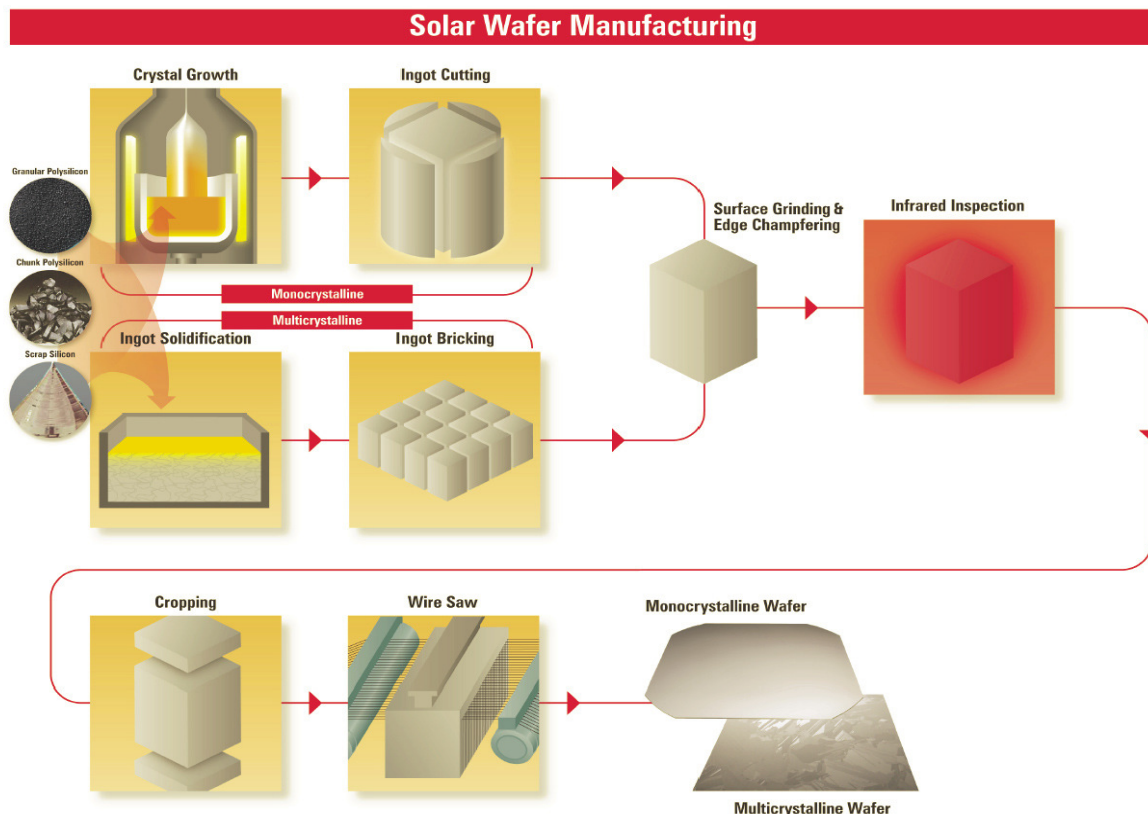 Solar Wafer Manufacturing
Crystal Growth
Ingot Cutting
Granular Polysilicon
Chunk Polysilicon
Scrap Silicon
Monocrystalline
Multicrystalline
Ingot Solidification
Ingot Bricking
Surface Grinding &
Edge Champfering
Infrared Inspection
Cropping
Wire Saw
Monocrystalline Wafer
Multicrystalline Wafer